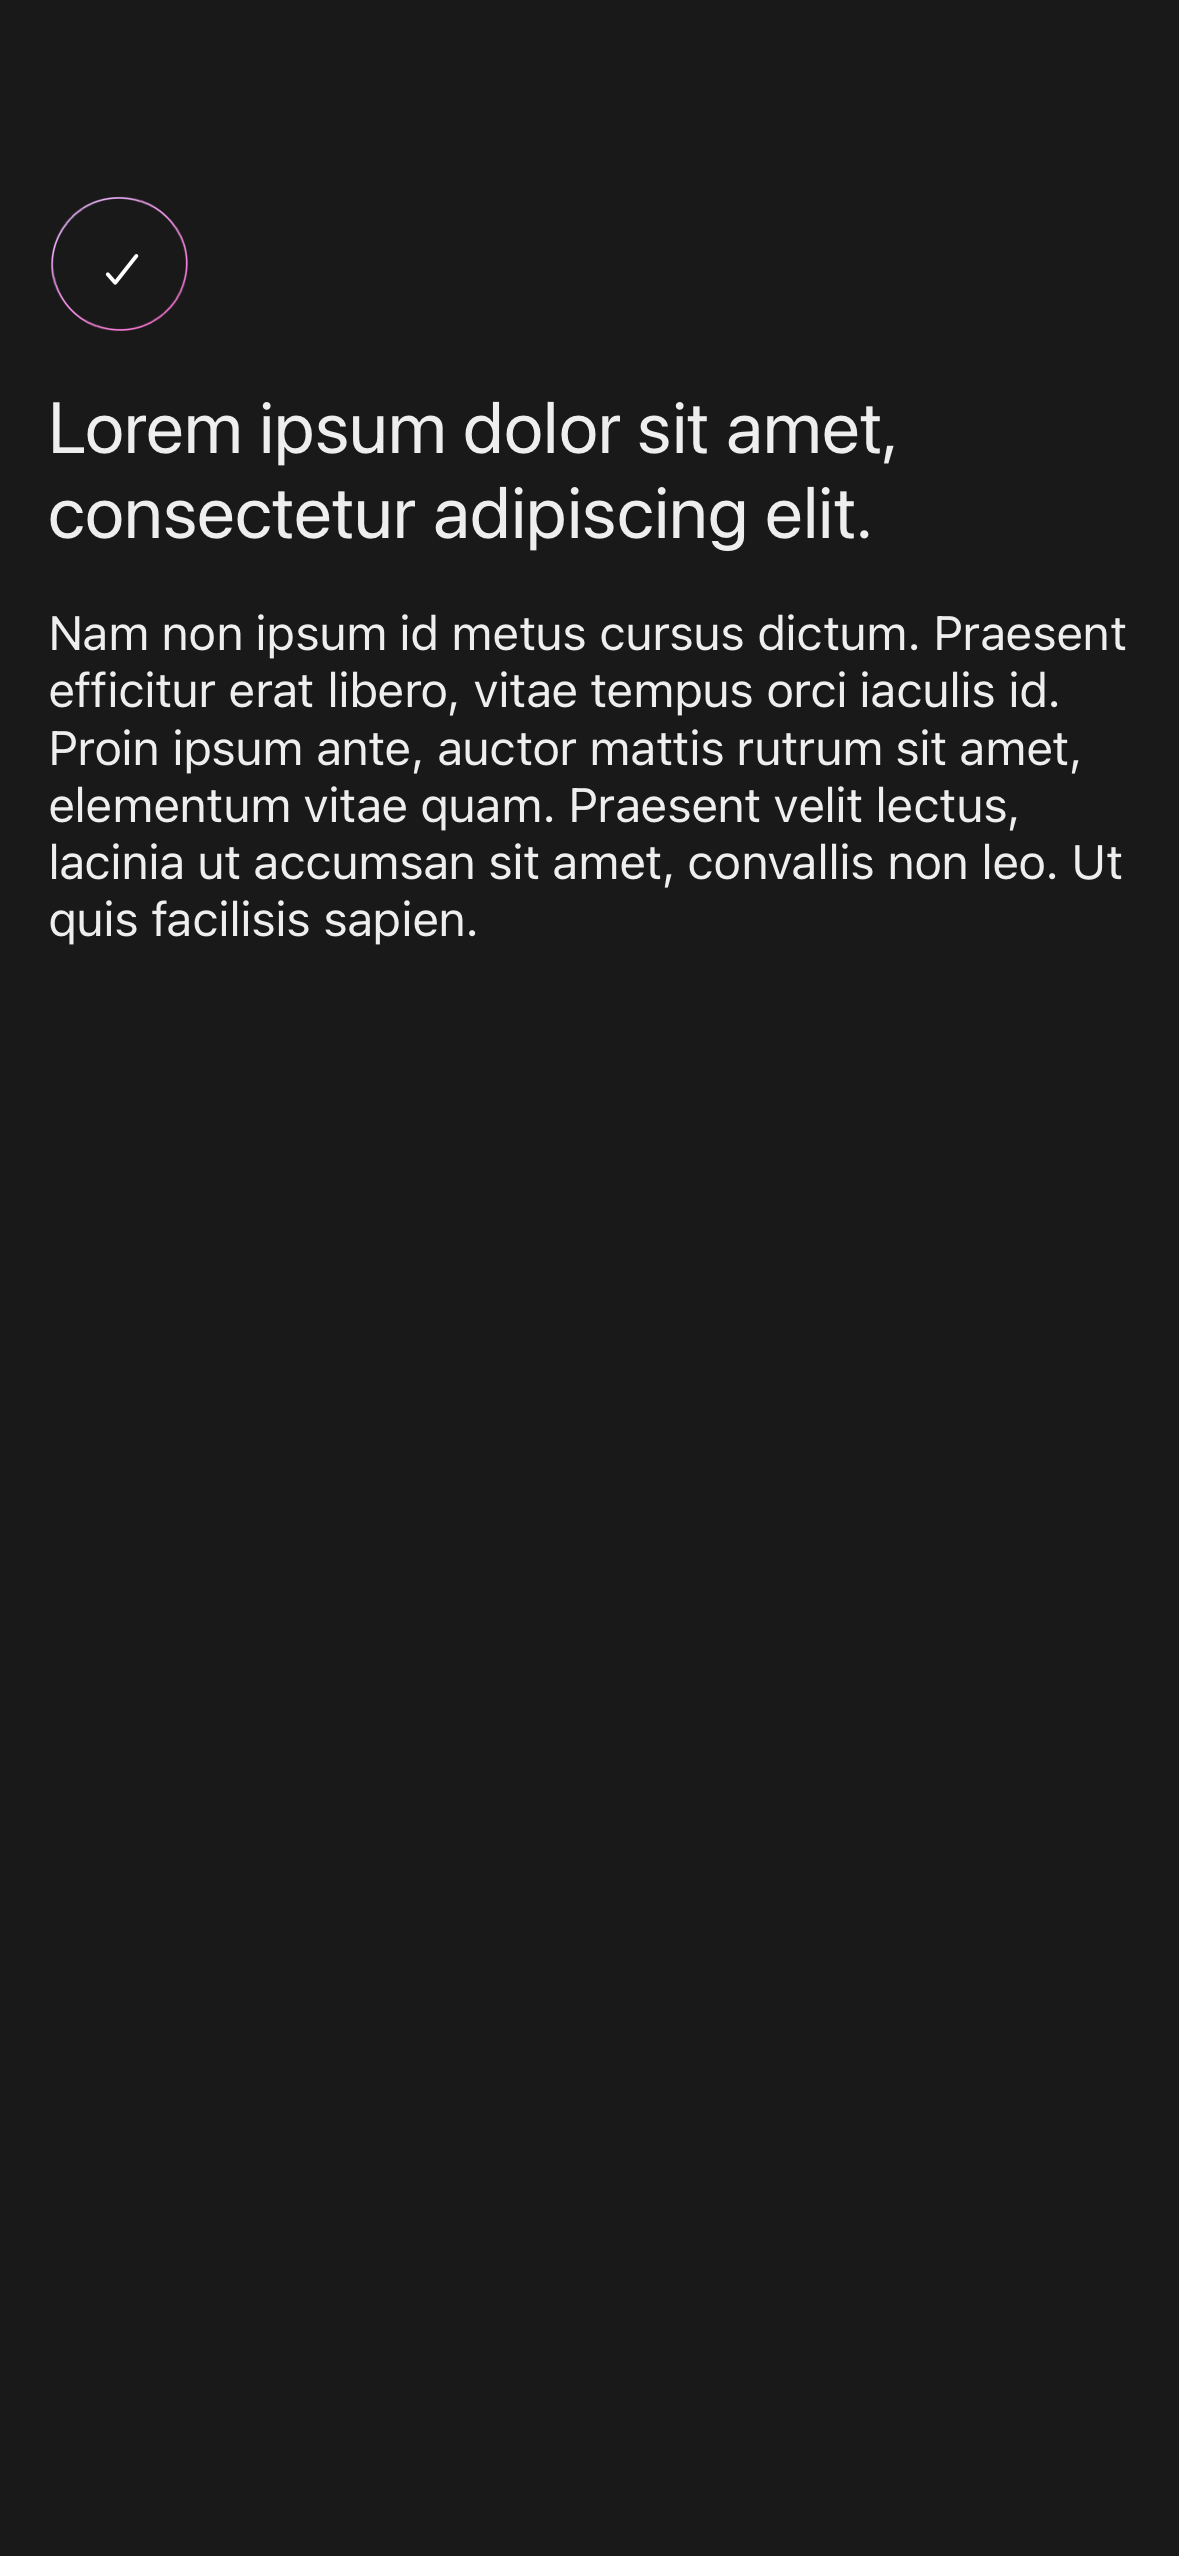 Lorem ipsum dolor sit amet,
consectetur adipiscing elit.
Nam non ipsum id metus cursus dictum. Praesent
efficitur erat libero, vitae tempus orci iaculis id.
Proin ipsum ante, auctor mattis rutrum sit amet,
elementum vitae quam. Praesent velit lectus,
lacinia ut accumsan sit amet, convallis non leo. Ut
quis facilisis sapien.